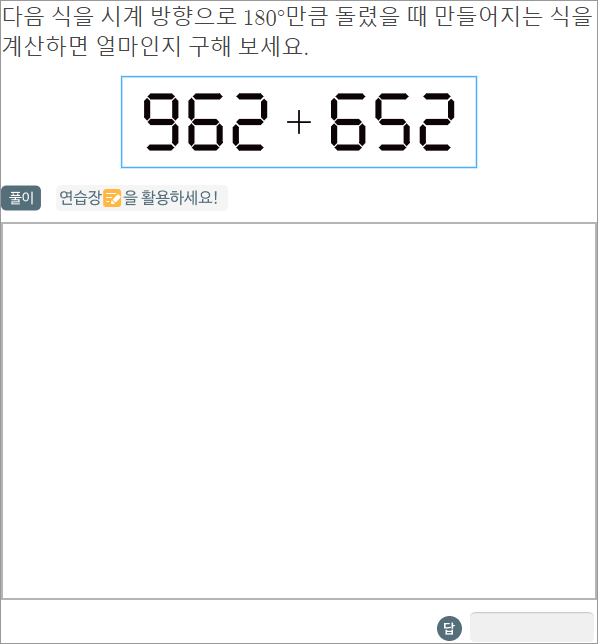 다음 식을 시계 방향으로 180°만큼 돌렸을 때 만들어지는 식을
계산하면 얼마인지 구해 보세요.
962 + 652
풀이 연습장을 활용하세요!
답